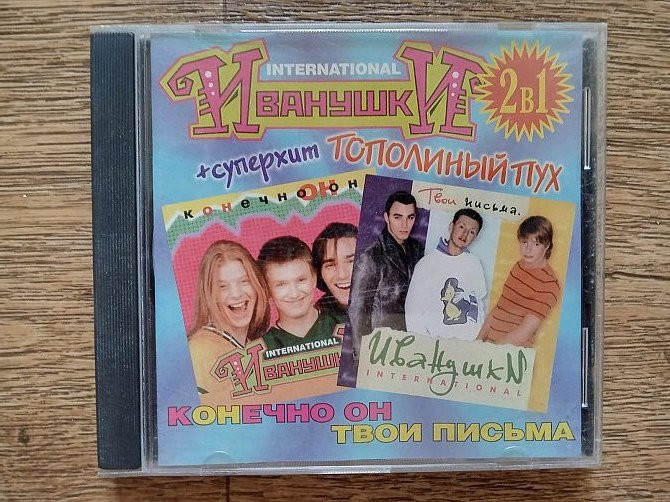 INTERNATIONAL
ИВАНУШКИ
2в1
+суперхит ТОПОЛИНЫЙ ПУХ
конечно он
INTERNATIONAL
ИВАНУШКИ
Твои письма.
ИваНушкИ
INTERNATIONAL
КОНЕЧНО ОН
ТВОИ ПИСЬМА